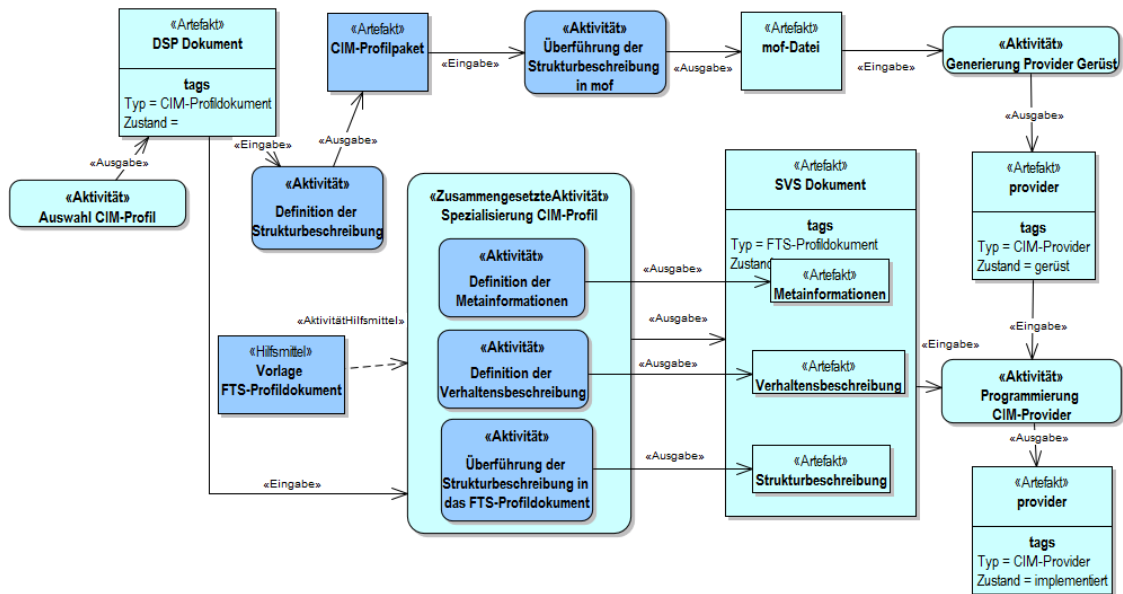 «Artefakt»
DSP Dokument
tags
Typ = CIM-Profildokument
Zustand =
«Ausgabe»
«Aktivität»
Auswahl CIM-Profil
«Eingabe»
«Aktivität»
Definition der
Strukturbeschreibung
«Ausgabe»
«Artefakt»
CIM-Profilpaket
«Eingabe»
«Aktivität»
Überführung der
Strukturbeschreibung
in mof
«Ausgabe»
«Artefakt»
mof-Datei
«Eingabe»
«Aktivität»
Generierung Provider Gerüst
«Ausgabe»
«Artefakt»
provider
tags
Typ = CIM-Provider
Zustand = gerüst
«Eingabe»
«ZusammengesetzteAktivität»
Spezialisierung CIM-Profil
«Aktivität»
Definition der
Metainformationen
«Aktivität»
Definition der
Verhaltensbeschreibung
«Aktivität»
Überführung der
Strukturbeschreibung in
das FTS-Profildokument
«AktivitätHilfsmittel»
«Hilfsmittel»
Vorlage
FTS-Profildokument
«Eingabe»
«Ausgabe»
«Ausgabe»
«Ausgabe»
«Ausgabe»
«Artefakt»
SVS Dokument
tags
Typ = FTS-Profildokument
Zustand
«Artefakt»
Metainformationen
«Artefakt»
Verhaltensbeschreibung
«Artefakt»
Strukturbeschreibung
«Eingabe»
«Aktivität»
Programmierung
CIM-Provider
«Ausgabe»
«Artefakt»
provider
tags
Typ = CIM-Provider
Zustand = implementiert